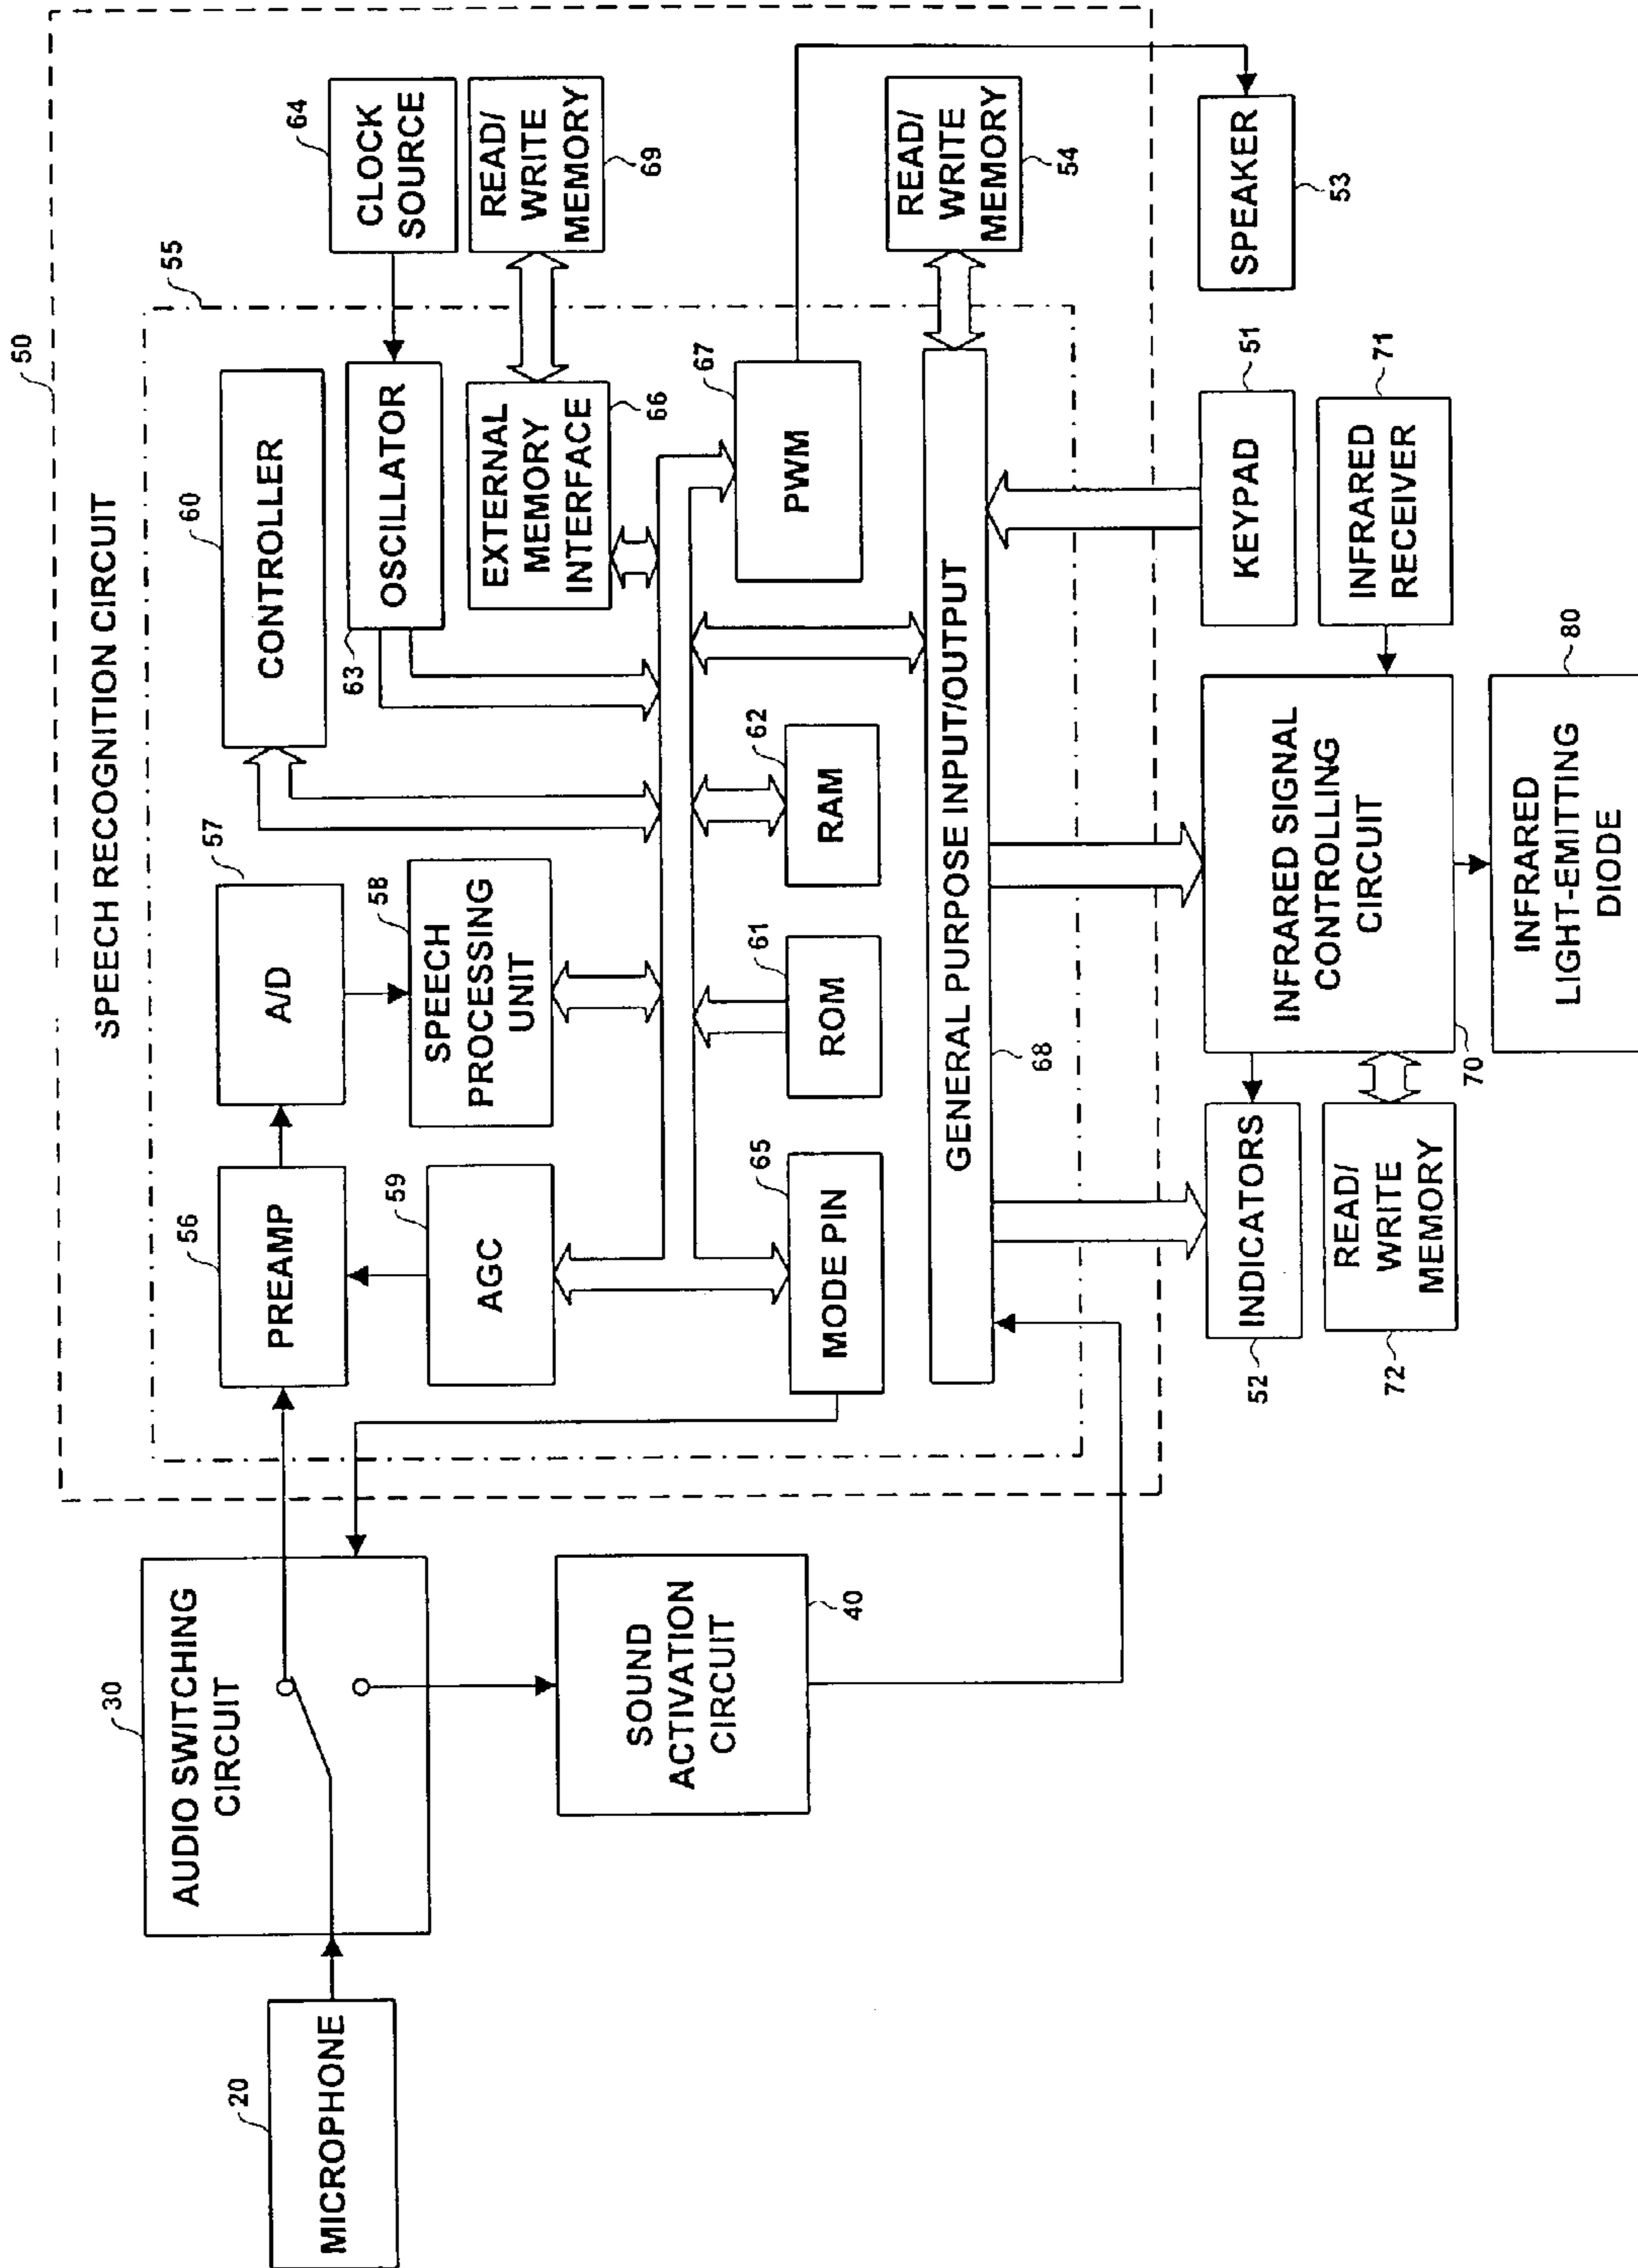 50
SPEECH RECOGNITION CIRCUIT
55
20
MICROPHONE
30
AUDIO SWITCHING
CIRCUIT
SOUND
ACTIVATION
CIRCUIT
40
56
PREAMP
57
A/D
60
CONTROLLER
64
CLOCK
SOURCE
59
AGC
58
SPEECH
PROCESSING
UNIT
63
OSCILLATOR
EXTERNAL
MEMORY
INTERFACE
66
READ/
WRITE
MEMORY
69
65
MODE PIN
61
ROM
62
RAM
67
PWM
READ/
WRITE
MEMORY
54
GENERAL PURPOSE INPUT/OUTPUT
68
INDICATORS
52
READ/
WRITE
MEMORY
72
INFRARED SIGNAL
CONTROLLING
CIRCUIT
70
KEYPAD
51
INFRARED
RECEIVER
71
SPEAKER
53
INFRARED
LIGHT-EMITTING
DIODE
80